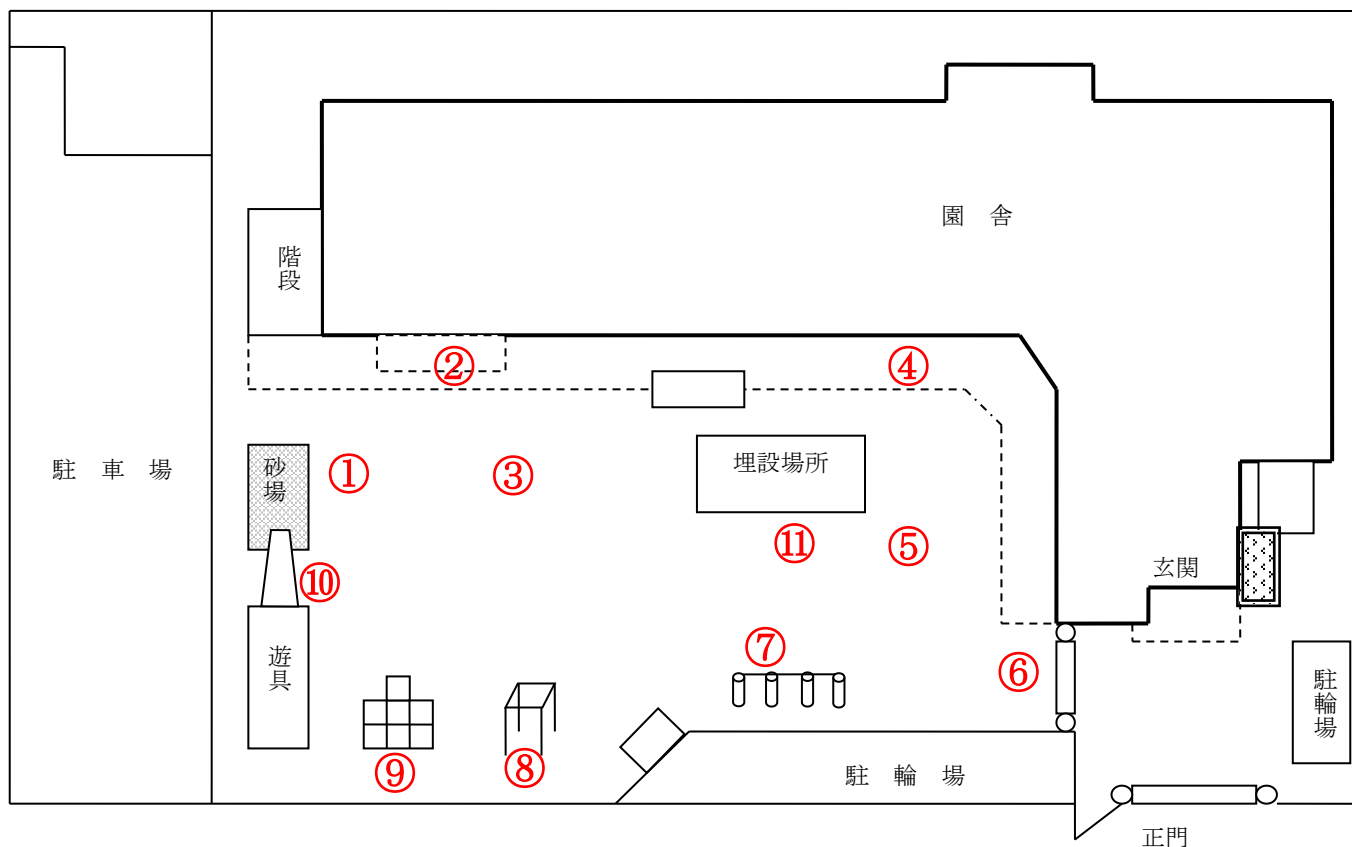 園　舎
階段
②
④
駐　車　場
砂場
①
③
埋設場所
⑪
⑤
⑩
玄関
遊具
⑦
⑥
駐輪場
⑨
⑧
駐　輪　場
正門